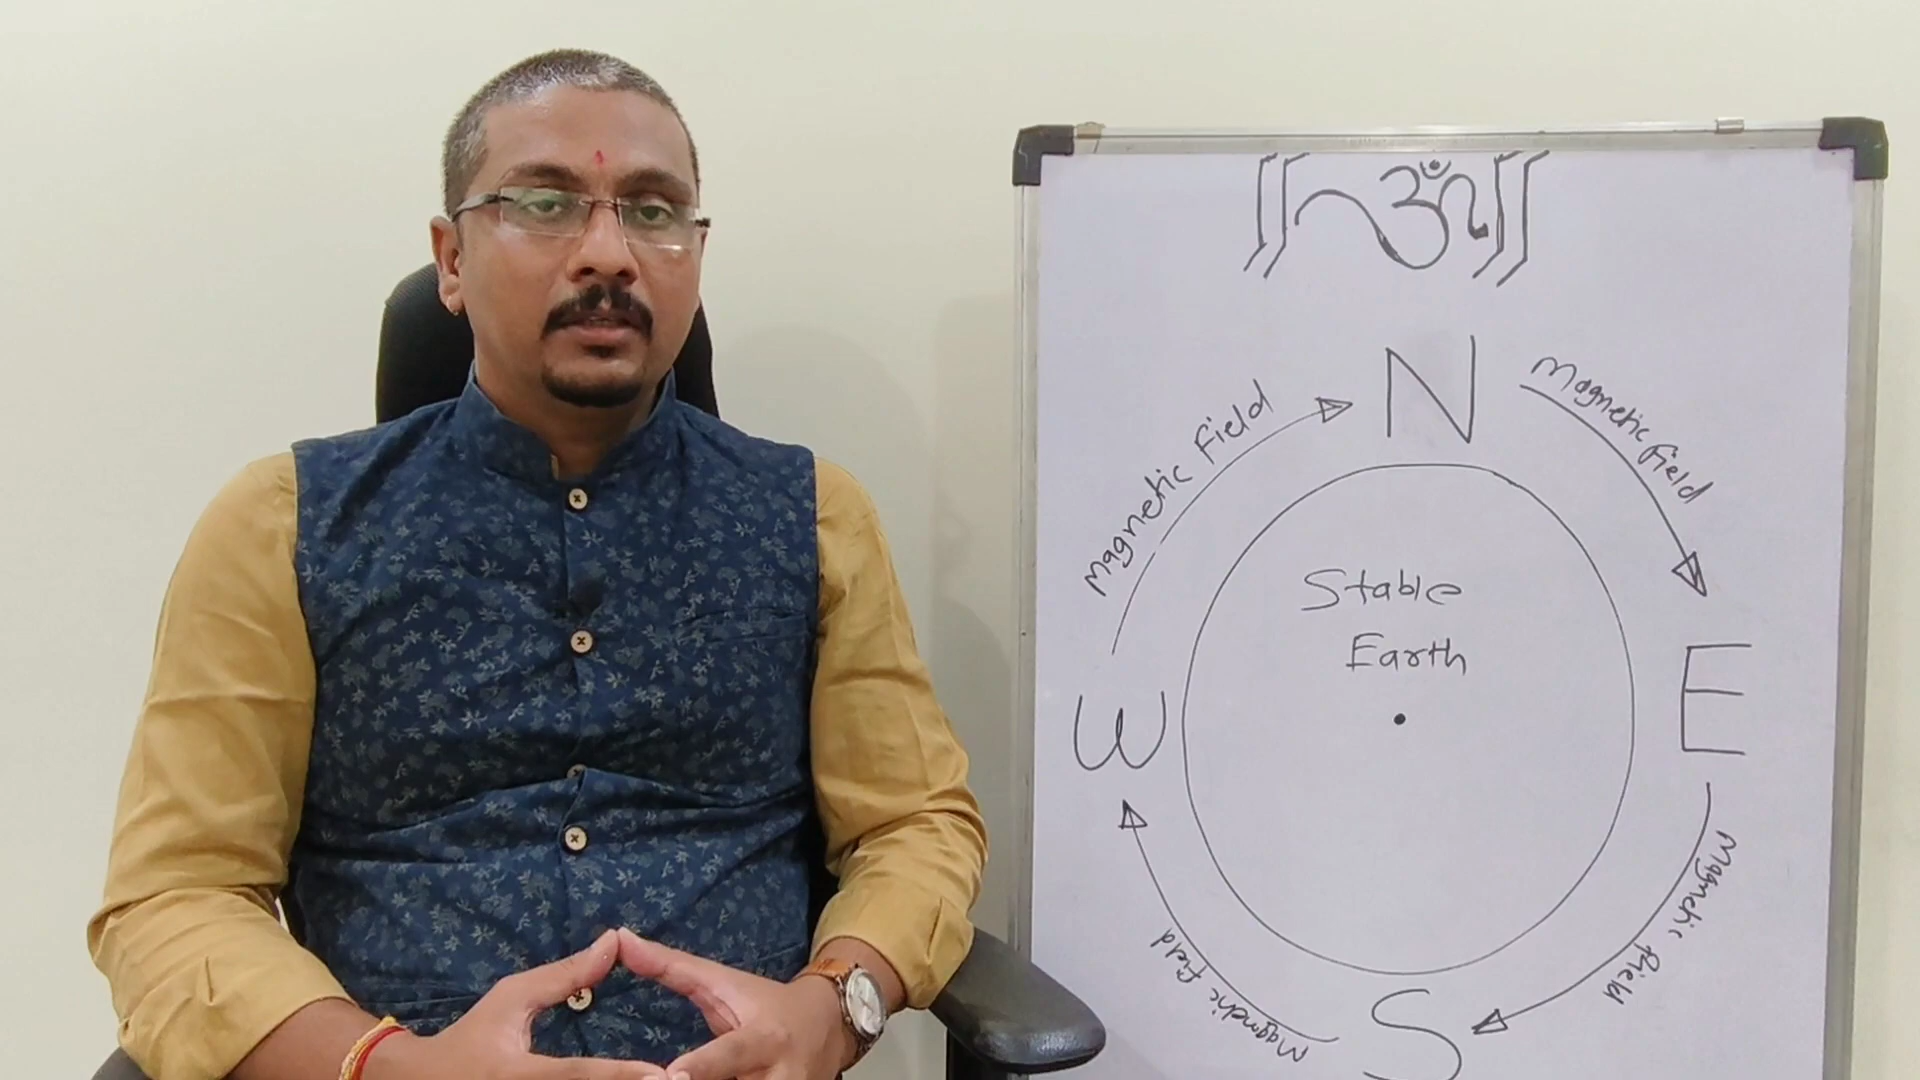 ॥ ॐ ॥
N
Magnetic Field
Magnetic field
Stable
Earth
W
E
Magnetic field
Magnetic field
S